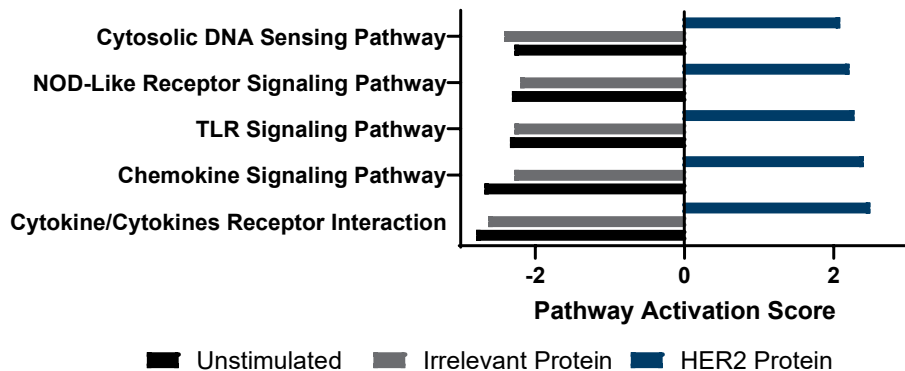 Cytosolic DNA Sensing Pathway
NOD-Like Receptor Signaling Pathway
TLR Signaling Pathway
Chemokine Signaling Pathway
Cytokine/Cytokines Receptor Interaction
-2 0 2
Pathway Activation Score
Unstimulated Irrelevant Protein HER2 Protein